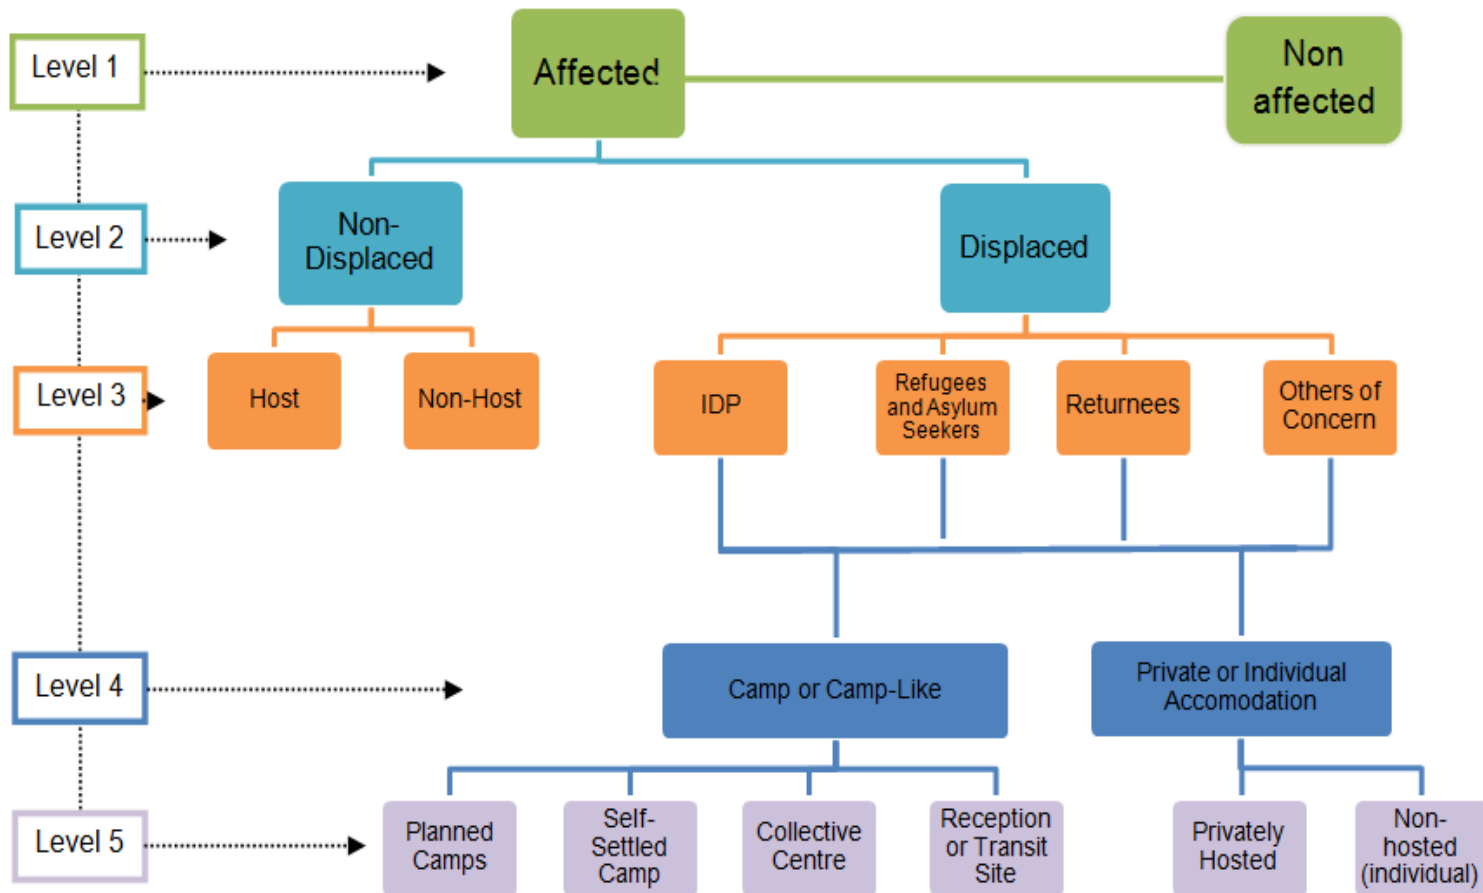 Level 1
Affected
Non
affected
Level 2
Non-
Displaced
Displaced
Level 3
Host
Non-Host
IDP
Refugees
and Asylum
Seekers
Returnees
Others of
Concern
Level 4
Camp or Camp-Like
Private or Individual
Accomodation
Level 5
Planned
Camps
Self-
Settled
Camp
Collective
Centre
Reception
or Transit
Site
Privately
Hosted
Non-
hosted
(individual)